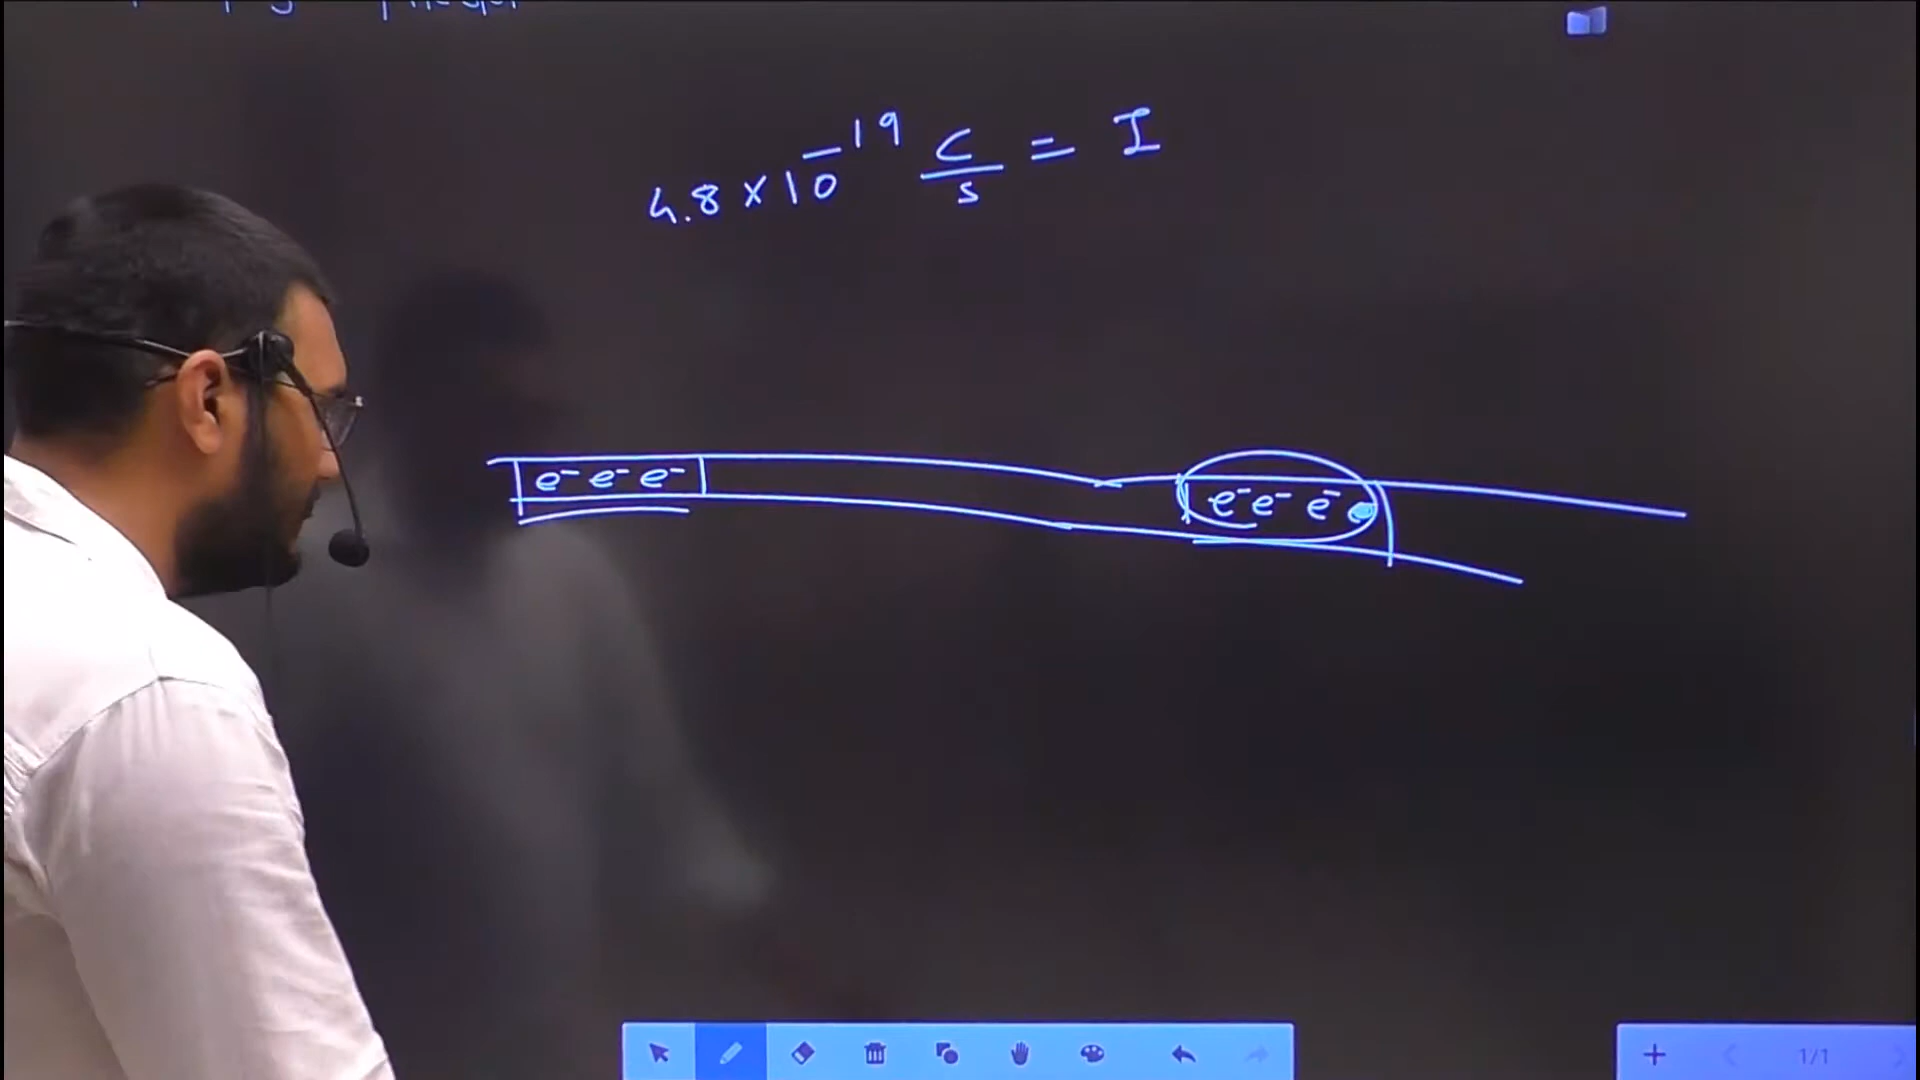 4.8 × 10⁻¹⁹ C/s = I
e⁻ e⁻ e⁻
e⁻ e⁻ e⁻ e
1/1